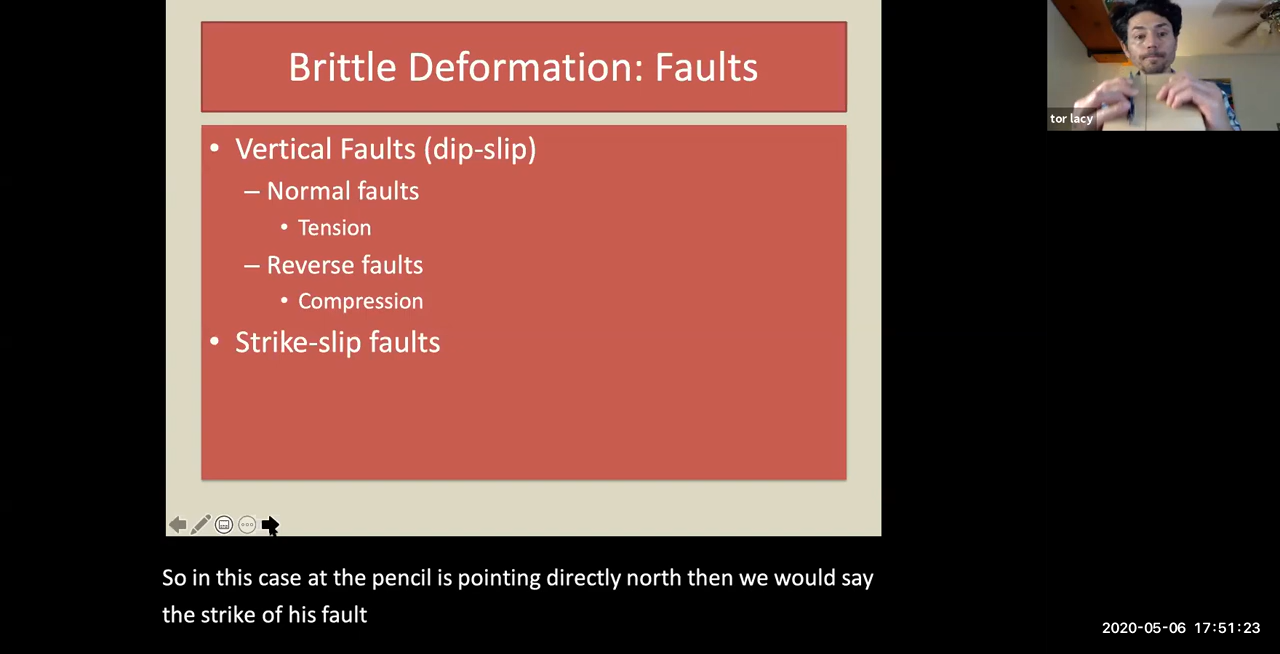 Brittle Deformation: Faults
• Vertical Faults (dip-slip)
– Normal faults
• Tension
– Reverse faults
• Compression
• Strike-slip faults
tor lacy
So in this case at the pencil is pointing directly north then we would say
the strike of his fault
2020-05-06 17:51:23